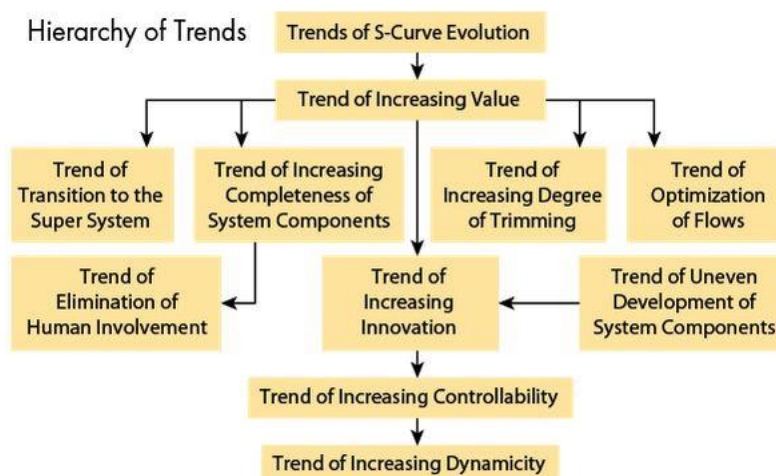 Hierarchy of Trends
Trends of S-Curve Evolution
Trend of Increasing Value
Trend of
Transition to the
Super System
Trend of Increasing
Completeness of
System Components
Trend of
Increasing Degree
of Trimming
Trend of
Optimization
of Flows
Trend of
Elimination of
Human Involvement
Trend of
Increasing
Innovation
Trend of Uneven
Development of
System Components
Trend of Increasing Controllability
Trend of Increasing Dynamicity